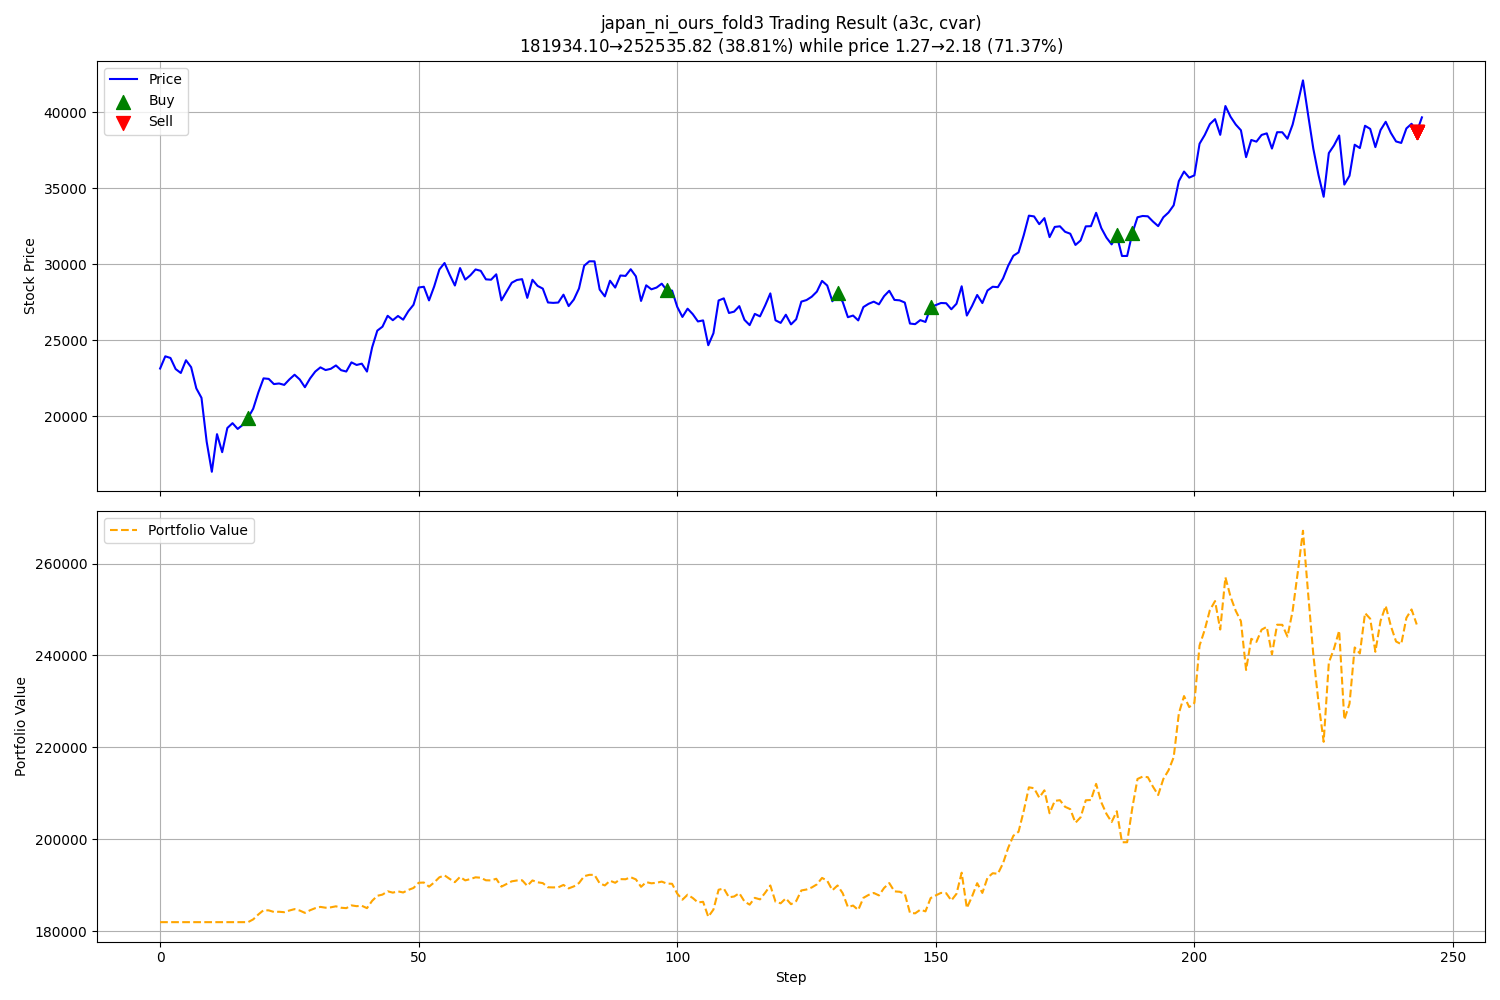 japan_ni_ours_fold3 Trading Result (a3c, cvar)
181934.10→252535.82 (38.81%) while price 1.27→2.18 (71.37%)
Price
Buy
Sell
40000
35000
30000
25000
20000
Stock Price
Portfolio Value
260000
240000
220000
200000
180000
Portfolio Value
0
50
100
150
200
250
Step